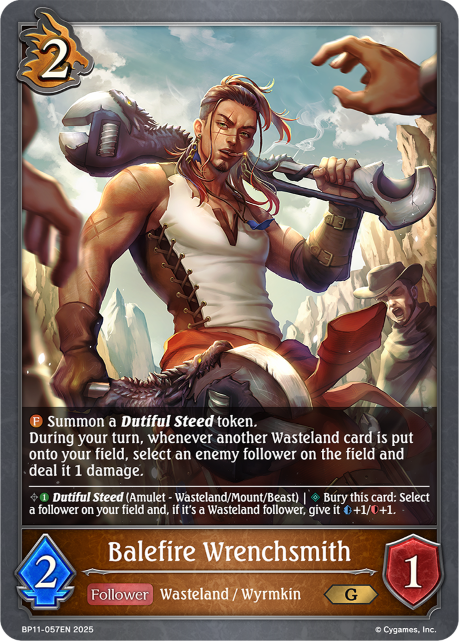 2
F Summon a Dutiful Steed token.
During your turn, whenever another Wasteland card is put
onto your field, select an enemy follower on the field and
deal it 1 damage.
1 Dutiful Steed (Amulet - Wasteland/Mount/Beast) | Bury this card: Select
a follower on your field and, if it's a Wasteland follower, give it +1/+1.
Balefire Wrenchsmith
2
1
Follower Wasteland / Wyrmkin G
BP11-057EN 2025 © Cygames, Inc.